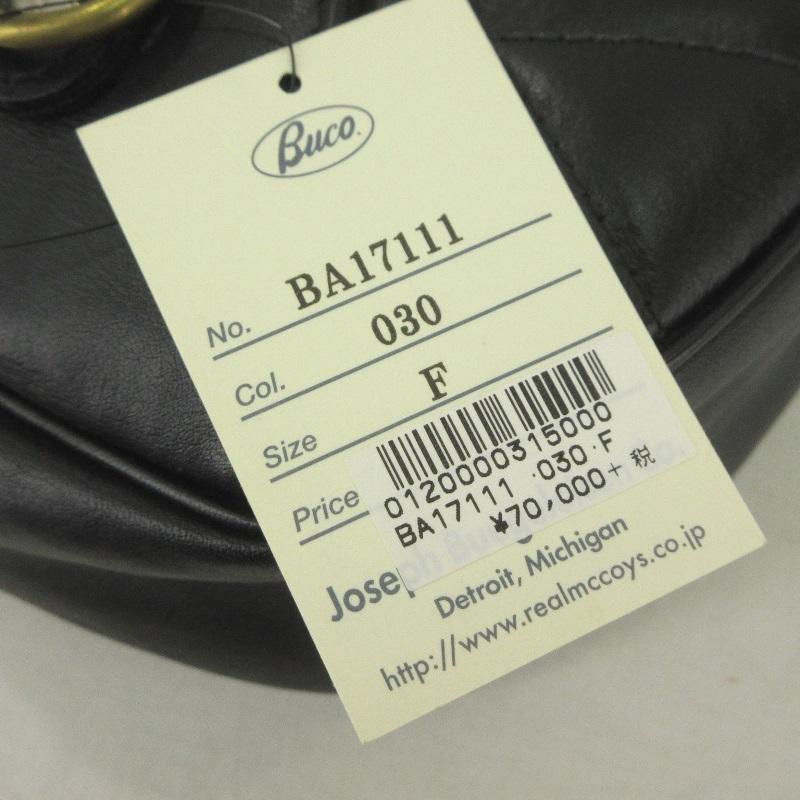 Buco.
No. BA17111
Col. 030
Size F
Price
0120000315000
BA17111 ·030·F
¥70,000+ 税
Joseph
Detroit, Michigan
http://www.realmccoys.co.jp